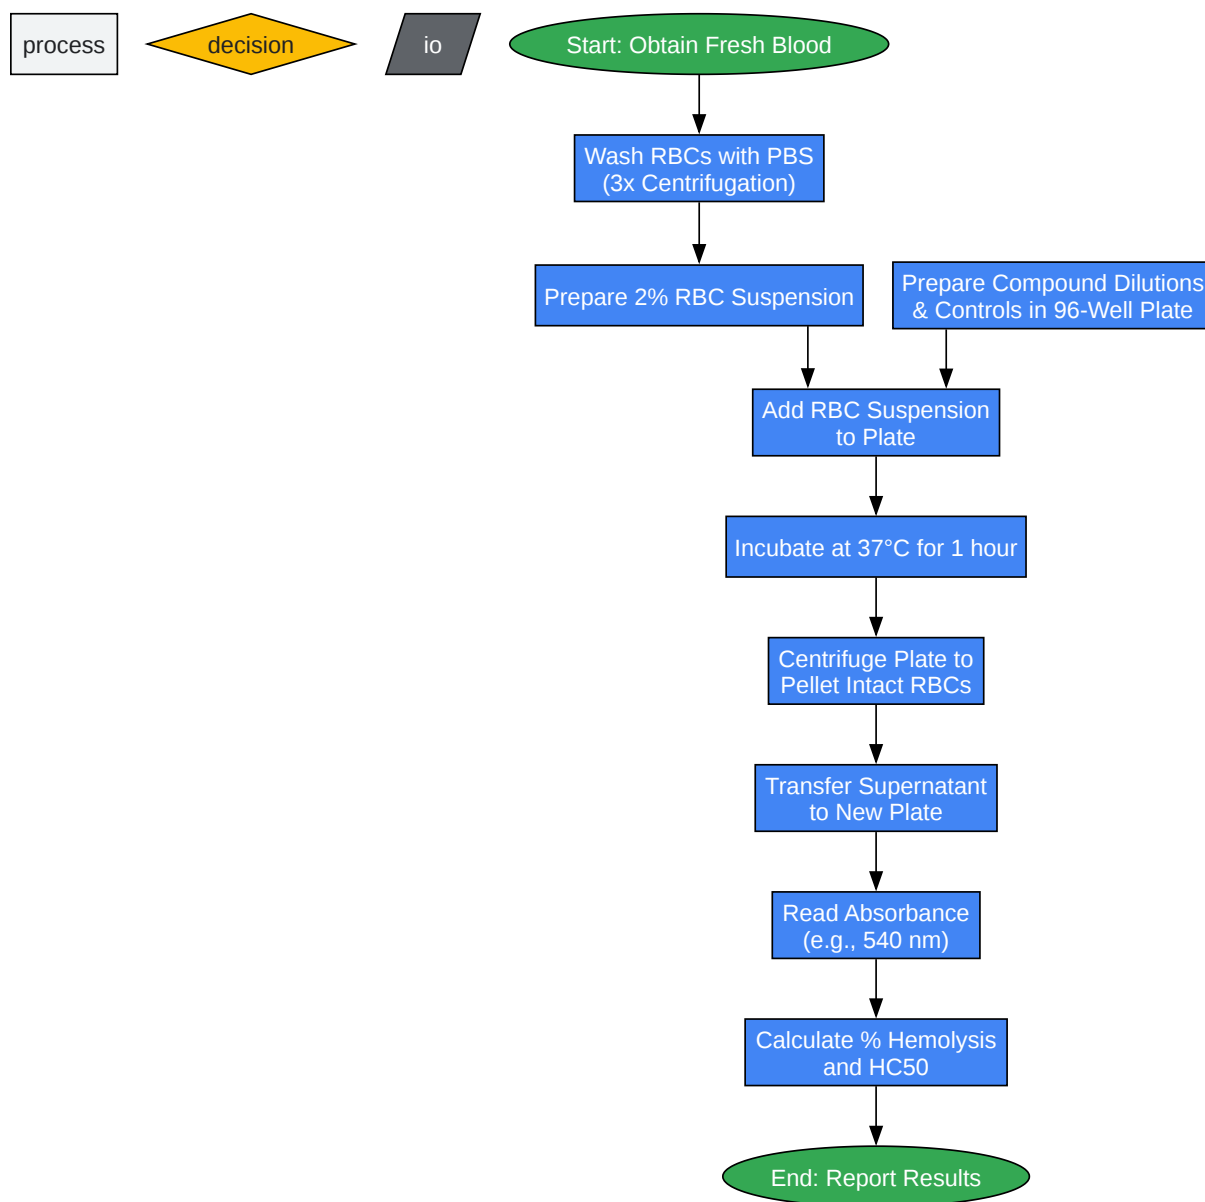 process
decision
io
Start: Obtain Fresh Blood
Wash RBCs with PBS
(3x Centrifugation)
Prepare 2% RBC Suspension
Prepare Compound Dilutions
& Controls in 96-Well Plate
Add RBC Suspension
to Plate
Incubate at 37°C for 1 hour
Centrifuge Plate to
Pellet Intact RBCs
Transfer Supernatant
to New Plate
Read Absorbance
(e.g., 540 nm)
Calculate % Hemolysis
and HC50
End: Report Results